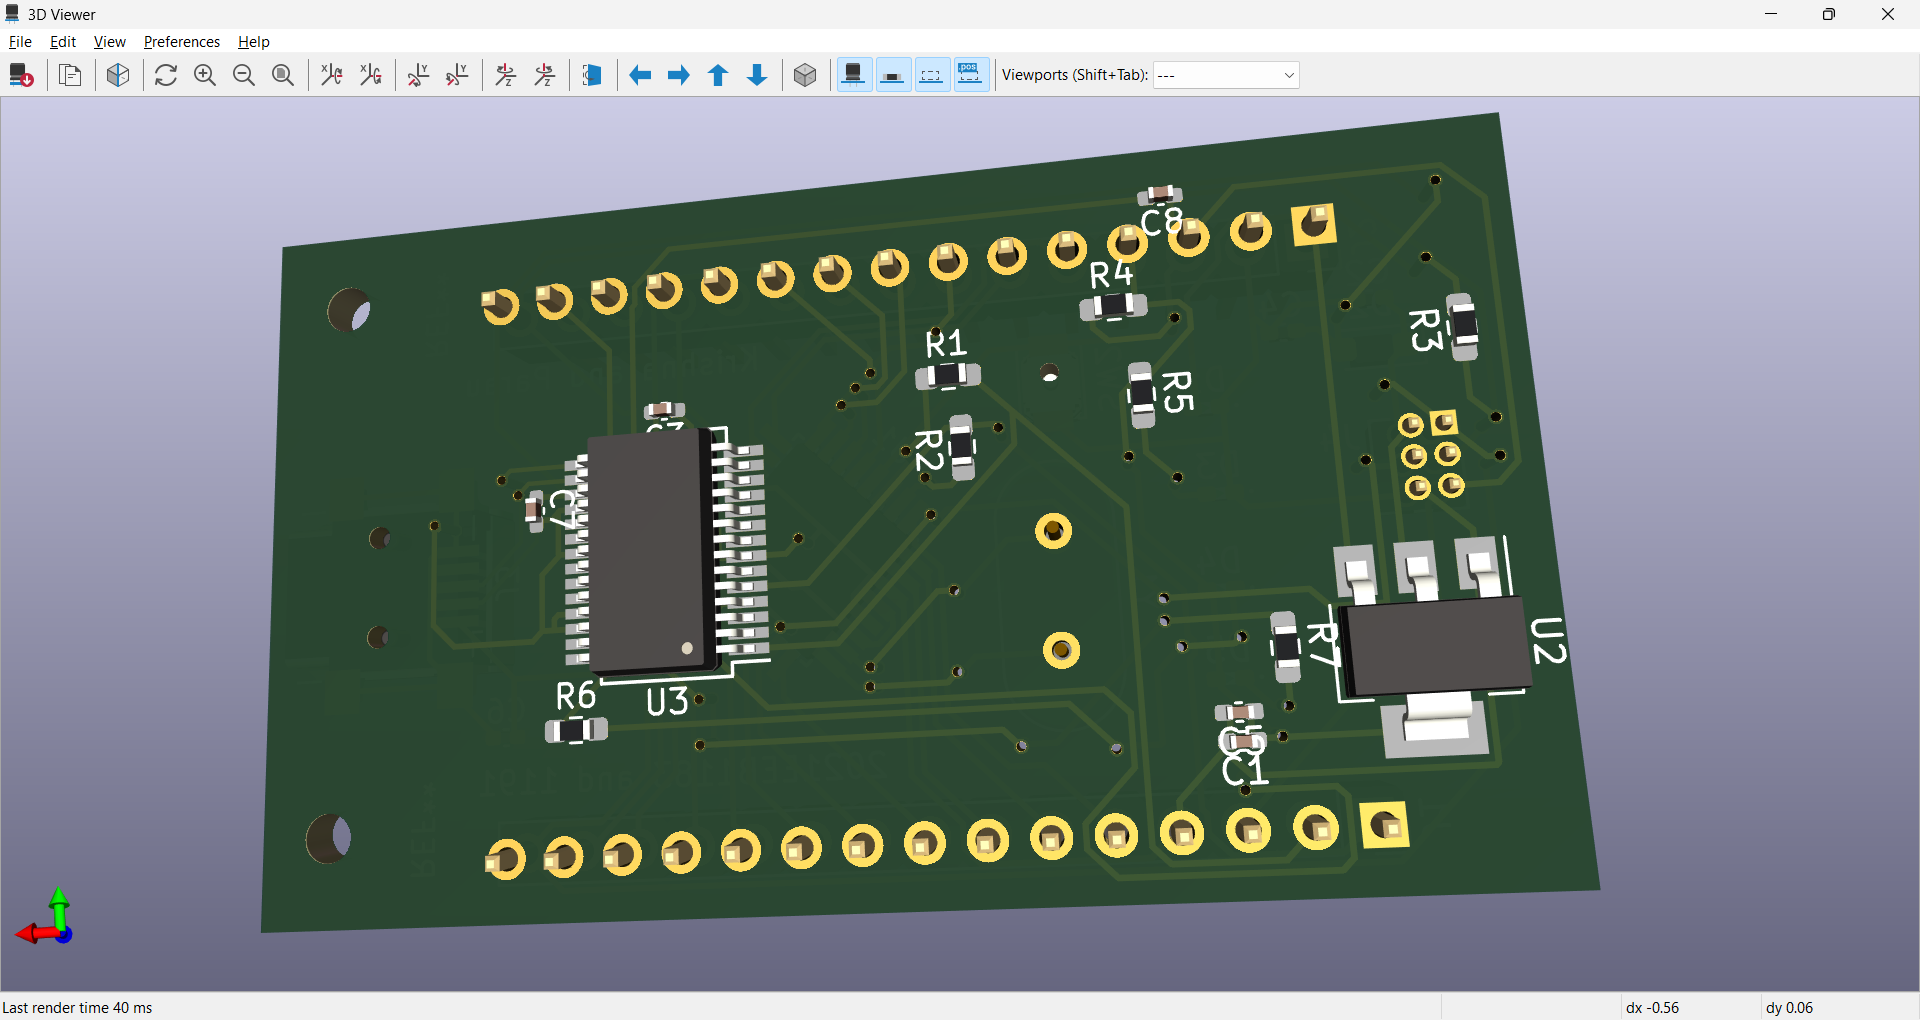 3D Viewer
File Edit View Preferences Help
Viewports (Shift+Tab): ---
C8
R4
R3
R1
R5
R2
C7
U2
R7
R6
U3
C5
C1
Last render time 40 ms
dx -0.56
dy 0.06